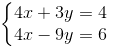 4x + 3y = 4
4x − 9y = 6